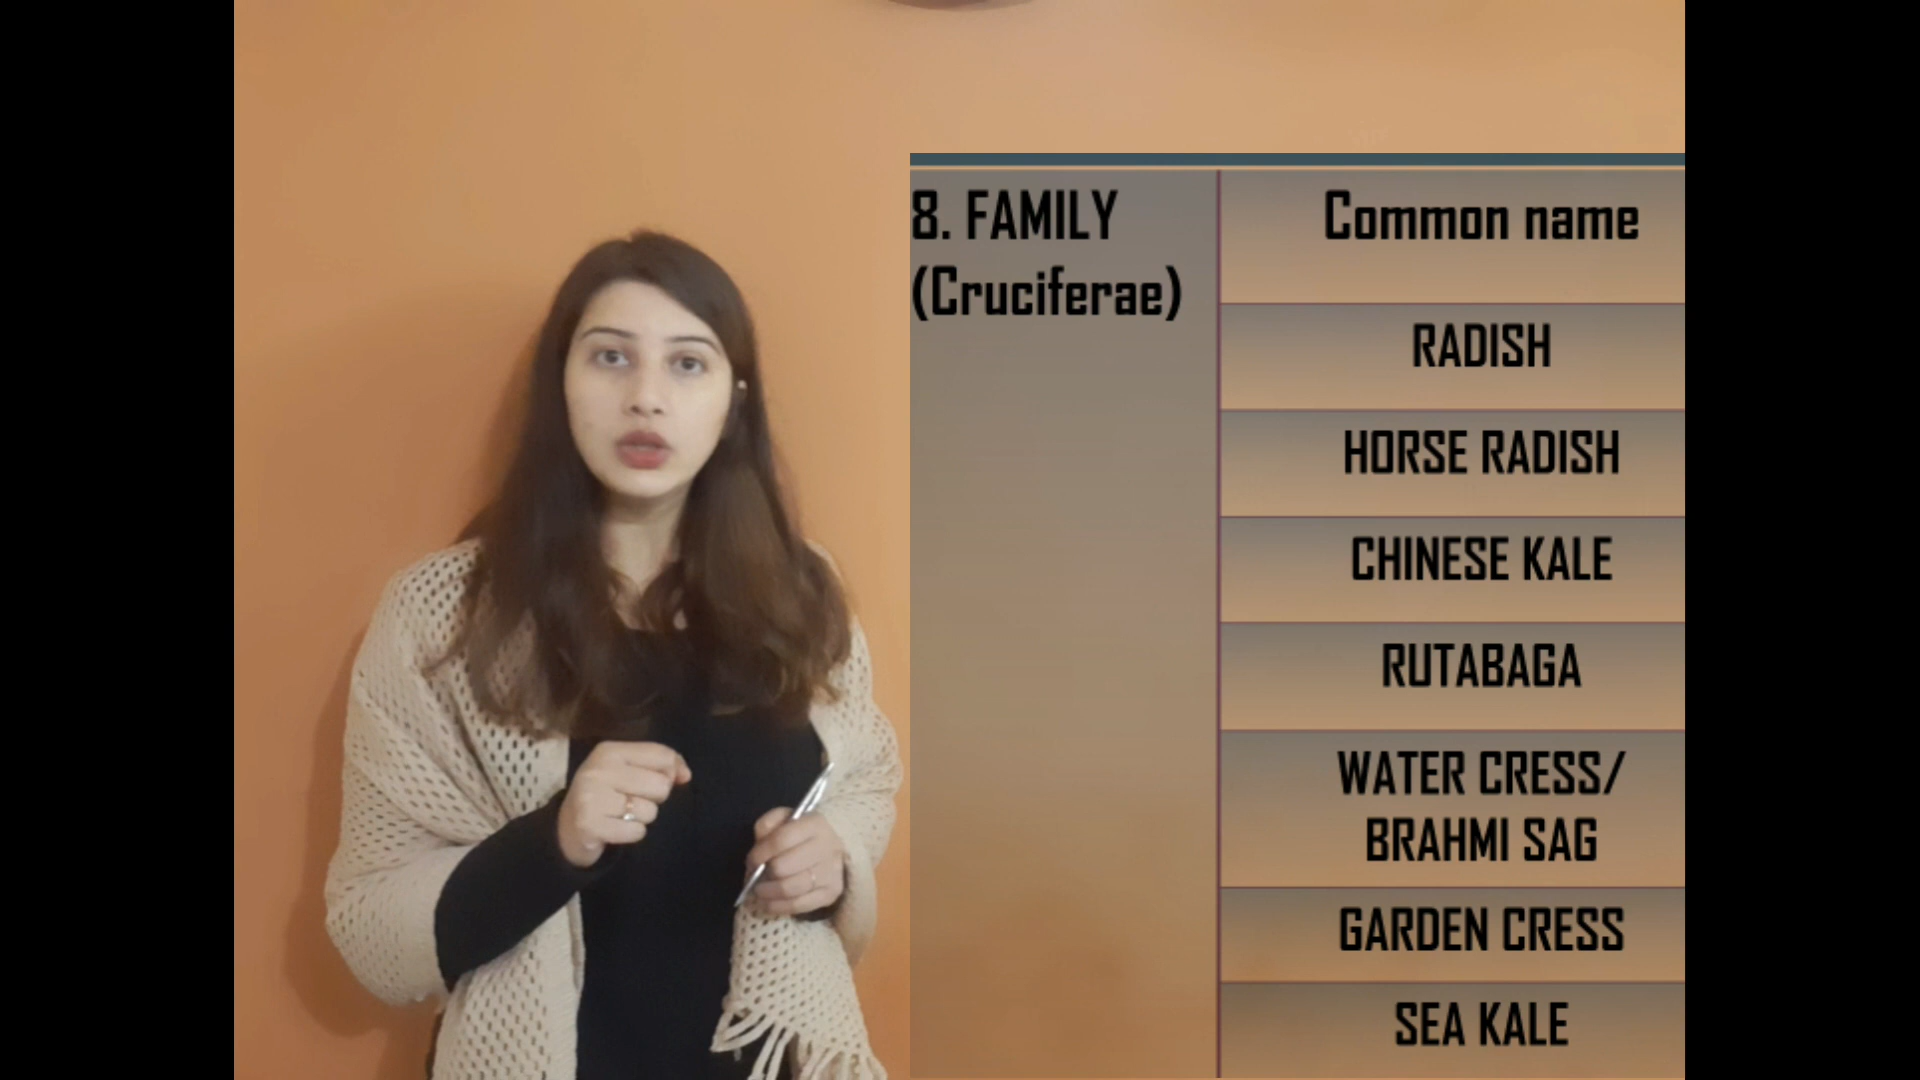 8. FAMILY
(Cruciferae)
Common name
RADISH
HORSE RADISH
CHINESE KALE
RUTABAGA
WATER CRESS/
BRAHMI SAG
GARDEN CRESS
SEA KALE